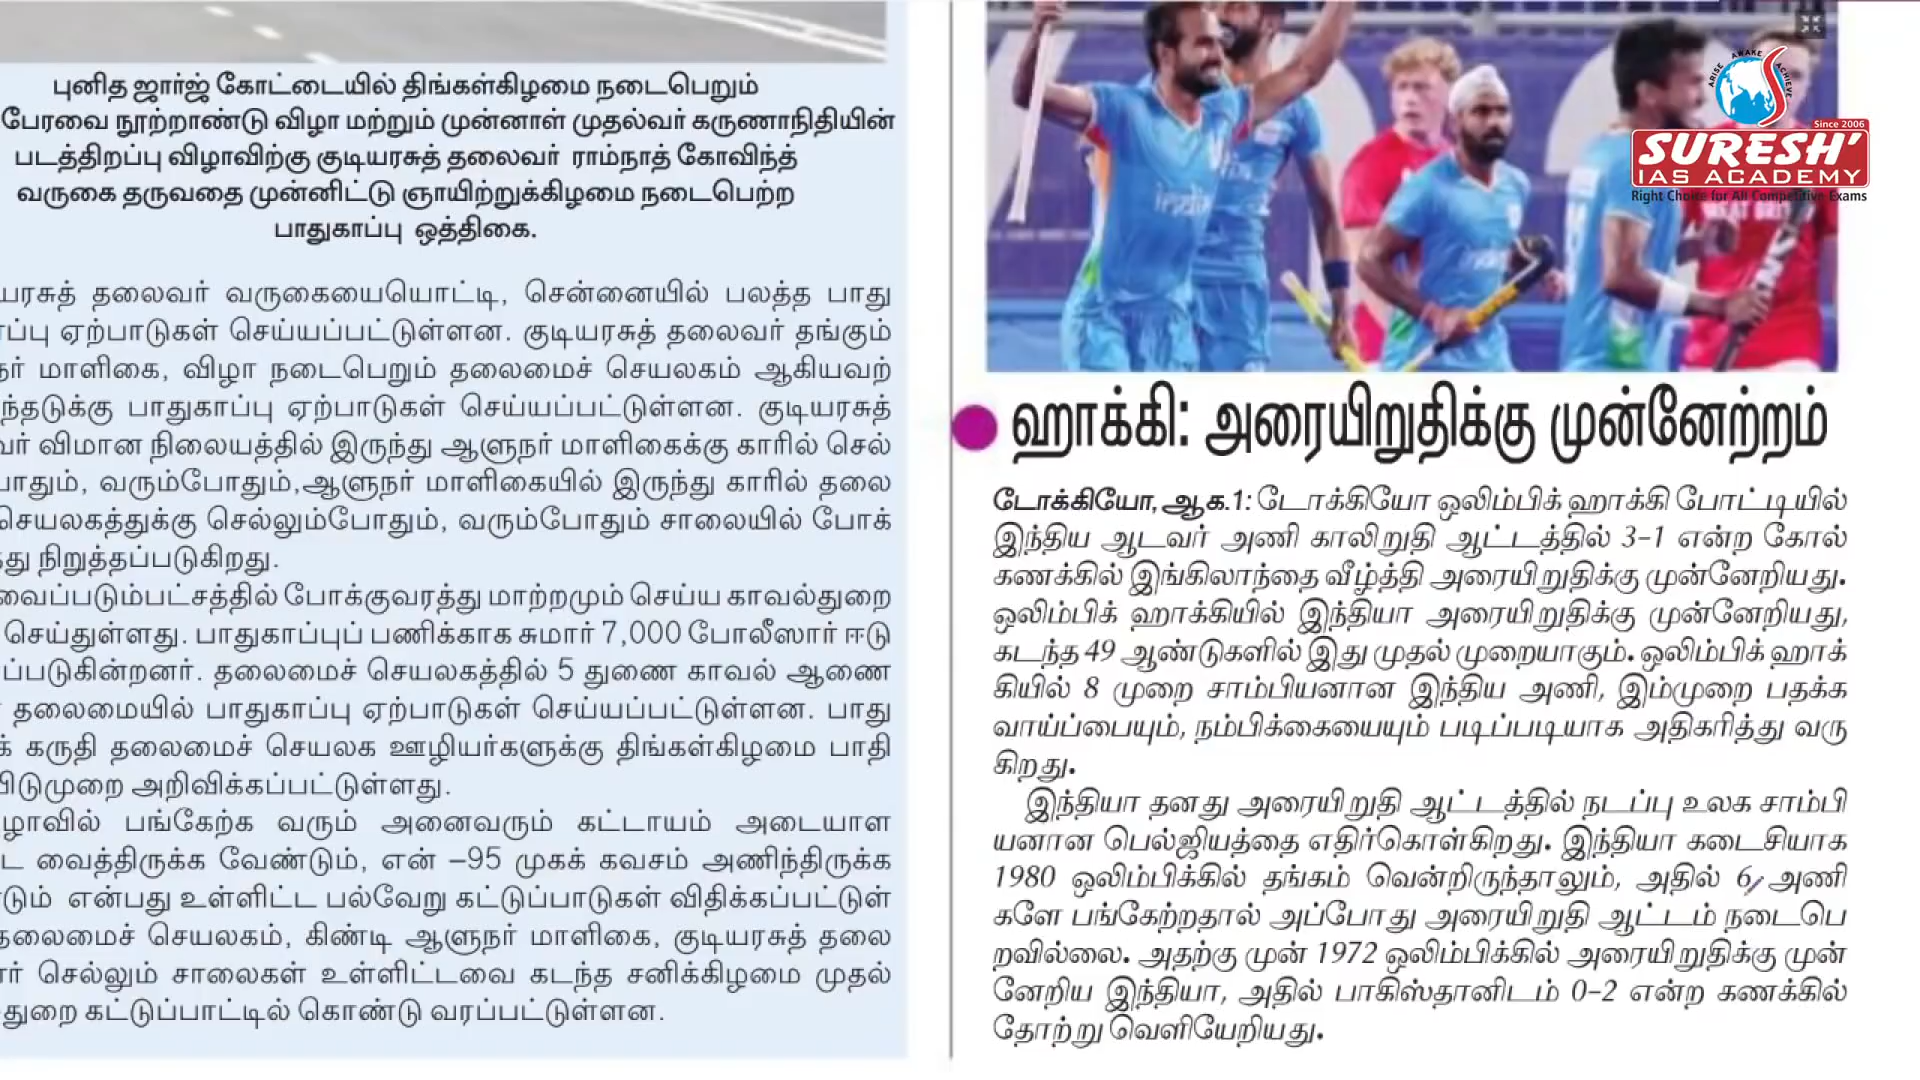 புனித ஜார்ஜ் கோட்டையில் திங்கள்கிழமை நடைபெறும்
பேரவை நூற்றாண்டு விழா மற்றும் முன்னாள் முதல்வர் கருணாநிதியின்
படத்திறப்பு விழாவிற்கு குடியரசுத் தலைவர் ராம்நாத் கோவிந்த்
வருகை தருவதை முன்னிட்டு ஞாயிற்றுக்கிழமை நடைபெற்ற
பாதுகாப்பு ஒத்திகை.
யரசுத் தலைவர் வருகையையொட்டி, சென்னையில் பலத்த பாது
ப்பு ஏற்பாடுகள் செய்யப்பட்டுள்ளன. குடியரசுத் தலைவர் தங்கும்
நர் மாளிகை, விழா நடைபெறும் தலைமைச் செயலகம் ஆகியவற்
ந்தடுக்கு பாதுகாப்பு ஏற்பாடுகள் செய்யப்பட்டுள்ளன. குடியரசுத்
வர் விமான நிலையத்தில் இருந்து ஆளுநர் மாளிகைக்கு காரில் செல்
போதும், வரும்போதும்,ஆளுநர் மாளிகையில் இருந்து காரில் தலை
செயலகத்துக்கு செல்லும்போதும், வரும்போதும் சாலையில் போக்
து நிறுத்தப்படுகிறது.
வைப்படும்பட்சத்தில் போக்குவரத்து மாற்றமும் செய்ய காவல்துறை
செய்துள்ளது. பாதுகாப்புப் பணிக்காக சுமார் 7,000 போலீஸார் ஈடு
ப்படுகின்றனர். தலைமைச் செயலகத்தில் 5 துணை காவல் ஆணை
தலைமையில் பாதுகாப்பு ஏற்பாடுகள் செய்யப்பட்டுள்ளன. பாது
க் கருதி தலைமைச் செயலக ஊழியர்களுக்கு திங்கள்கிழமை பாதி
விடுமுறை அறிவிக்கப்பட்டுள்ளது.
ழாவில் பங்கேற்க வரும் அனைவரும் கட்டாயம் அடையாள
ட வைத்திருக்க வேண்டும், என் –95 முகக் கவசம் அணிந்திருக்க
டும் என்பது உள்ளிட்ட பல்வேறு கட்டுப்பாடுகள் விதிக்கப்பட்டுள்
தலைமைச் செயலகம், கிண்டி ஆளுநர் மாளிகை, குடியரசுத் தலை
ர் செல்லும் சாலைகள் உள்ளிட்டவை கடந்த சனிக்கிழமை முதல்
துறை கட்டுப்பாட்டில் கொண்டு வரப்பட்டுள்ளன.
ARISE AWAKE ACHIEVE
Since 2006
SURESH'
IAS ACADEMY
Right Choice for All Competitive Exams
ஹாக்கி: அரையிறுதிக்கு முன்னேற்றம்
டோக்கியோ, ஆக.1: டோக்கியோ ஒலிம்பிக் ஹாக்கி போட்டியில்
இந்திய ஆடவர் அணி காலிறுதி ஆட்டத்தில் 3-1 என்ற கோல்
கணக்கில் இங்கிலாந்தை வீழ்த்தி அரையிறுதிக்கு முன்னேறியது.
ஒலிம்பிக் ஹாக்கியில் இந்தியா அரையிறுதிக்கு முன்னேறியது,
கடந்த 49 ஆண்டுகளில் இது முதல் முறையாகும். ஒலிம்பிக் ஹாக்
கியில் 8 முறை சாம்பியனான இந்திய அணி, இம்முறை பதக்க
வாய்ப்பையும், நம்பிக்கையையும் படிப்படியாக அதிகரித்து வரு
கிறது.
இந்தியா தனது அரையிறுதி ஆட்டத்தில் நடப்பு உலக சாம்பி
யனான பெல்ஜியத்தை எதிர்கொள்கிறது. இந்தியா கடைசியாக
1980 ஒலிம்பிக்கில் தங்கம் வென்றிருந்தாலும், அதில் 6 அணி
களே பங்கேற்றதால் அப்போது அரையிறுதி ஆட்டம் நடைபெ
றவில்லை. அதற்கு முன் 1972 ஒலிம்பிக்கில் அரையிறுதிக்கு முன்
னேறிய இந்தியா, அதில் பாகிஸ்தானிடம் 0-2 என்ற கணக்கில்
தோற்று வெளியேறியது.